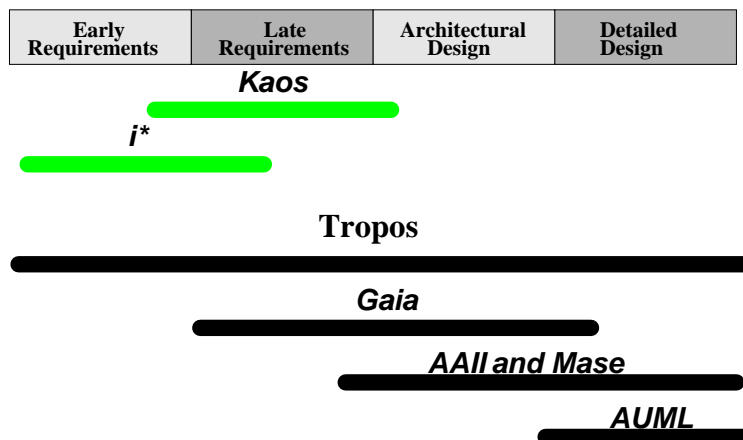 Early
Requirements
Late
Requirements
Architectural
Design
Detailed
Design
Kaos
i*
Tropos
Gaia
AAII and Mase
AUML